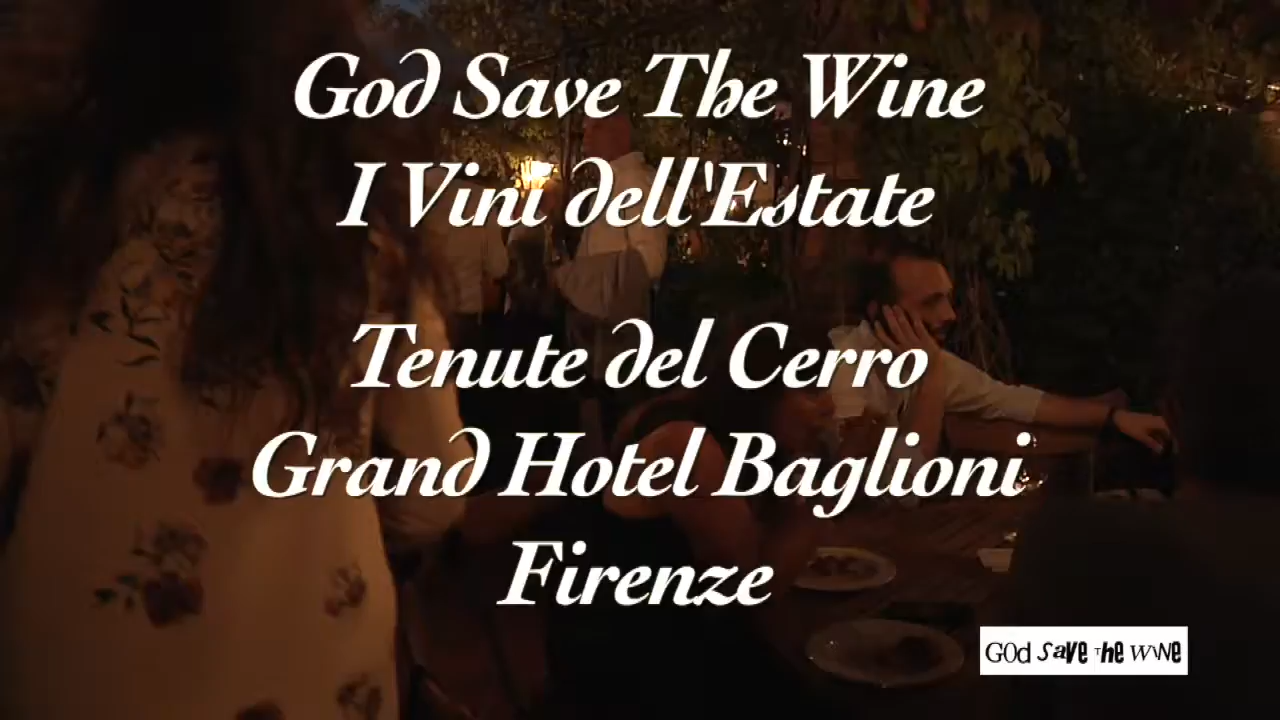 God Save The Wine
I Vini dell'Estate
Tenute del Cerro
Grand Hotel Baglioni
Firenze
GOd SavE THe WiNe